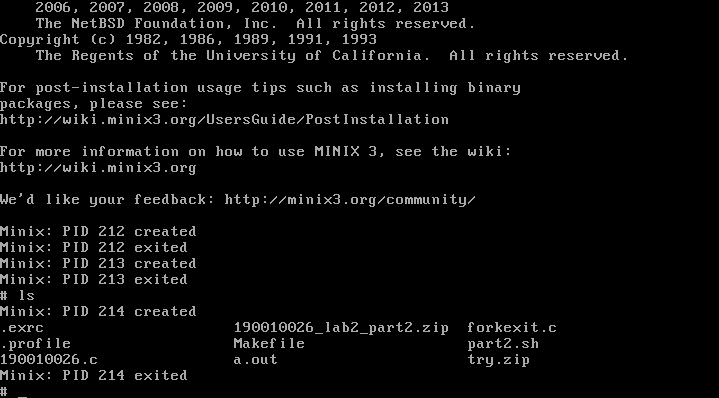 2006, 2007, 2008, 2009, 2010, 2011, 2012, 2013
The NetBSD Foundation, Inc.  All rights reserved.
Copyright (c) 1982, 1986, 1989, 1991, 1993
The Regents of the University of California.  All rights reserved.
For post-installation usage tips such as installing binary
packages, please see:
http://wiki.minix3.org/UsersGuide/PostInstallation
For more information on how to use MINIX 3, see the wiki:
http://wiki.minix3.org
We'd like your feedback: http://minix3.org/community/
Minix: PID 212 created
Minix: PID 212 exited
Minix: PID 213 created
Minix: PID 213 exited
# ls
Minix: PID 214 created
.exrc 190010026_lab2_part2.zip forkexit.c
.profile Makefile part2.sh
190010026.c a.out try.zip
Minix: PID 214 exited
# _